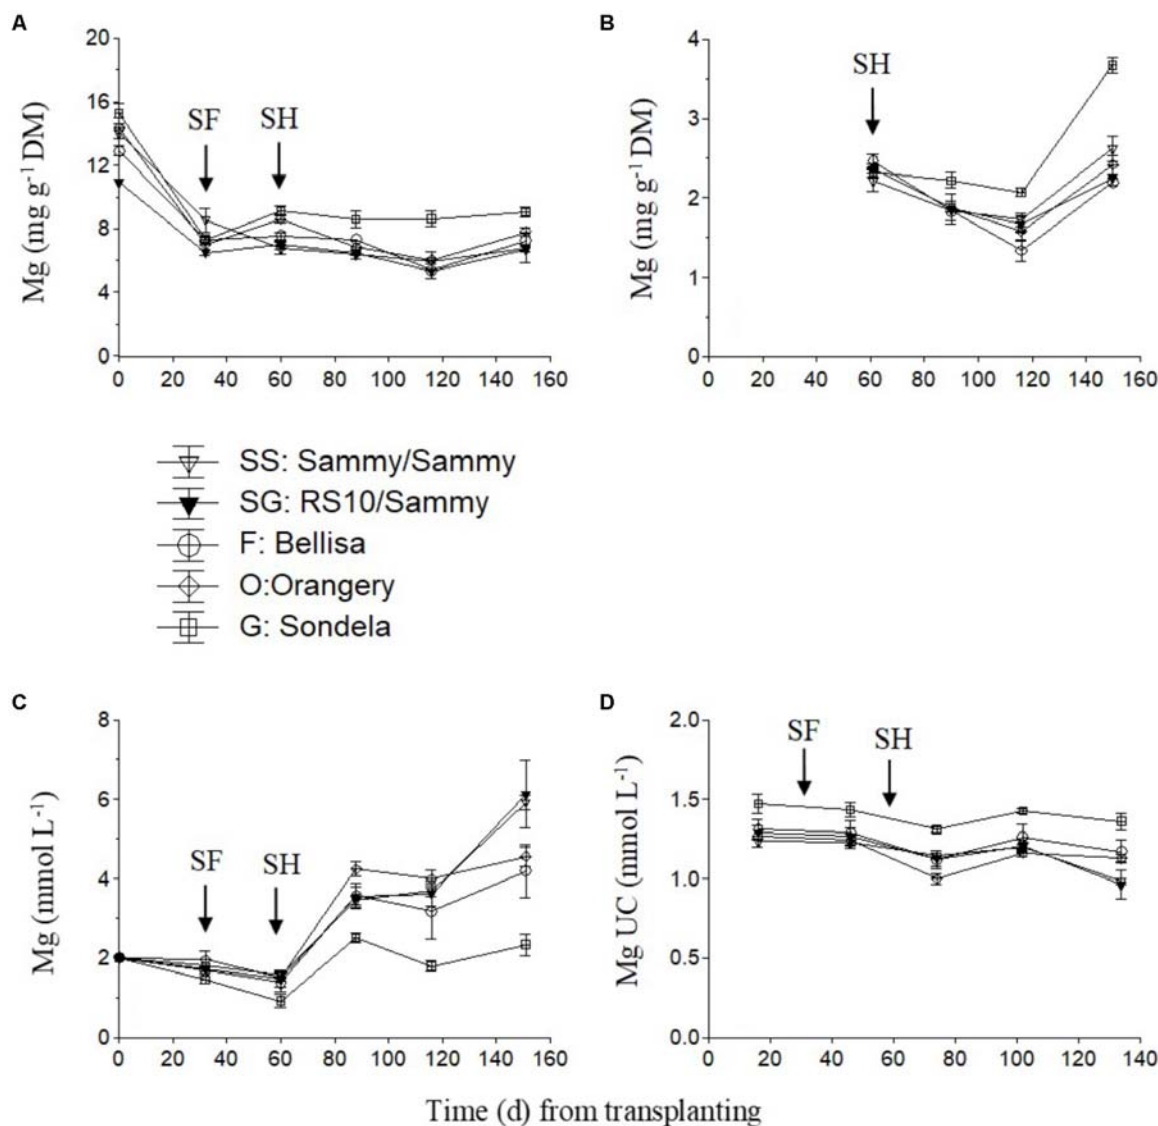 A
Mg (mg g⁻¹ DM)
20
16
12
8
4
0
SF
SH
0 20 40 60 80 100 120 140 160
B
Mg (mg g⁻¹ DM)
4
3
2
1
0
SH
0 20 40 60 80 100 120 140 160
SS: Sammy/Sammy
SG: RS10/Sammy
F: Bellisa
O:Orangery
G: Sondela
C
Mg (mmol L⁻¹)
8
6
4
2
0
SF
SH
0 20 40 60 80 100 120 140 160
D
Mg UC (mmol L⁻¹)
2.0
1.5
1.0
0.5
0.0
SF
SH
0 20 40 60 80 100 120 140
Time (d) from transplanting